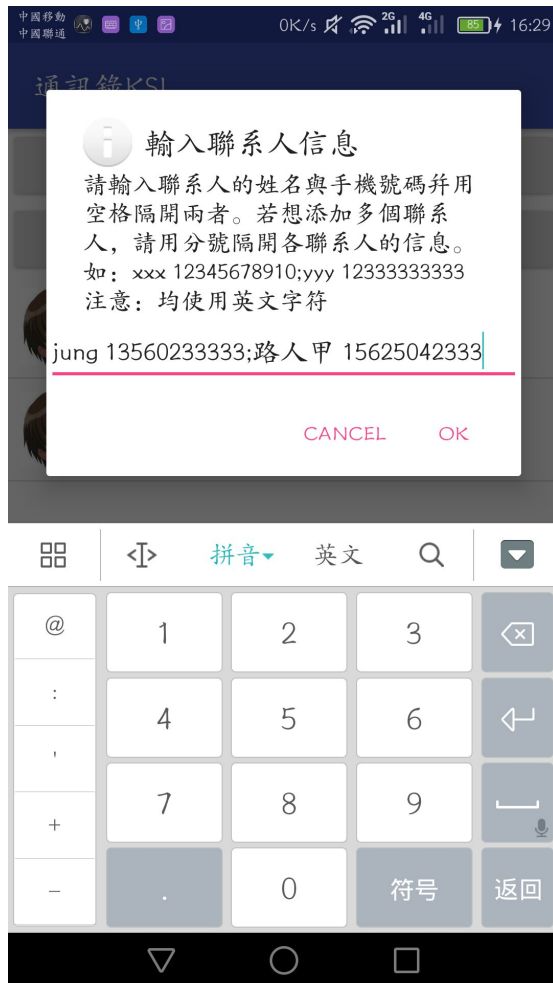 中國移動
中國聯通
0K/s 2G 4G 85 16:29
通訊錄KSL
輸入聯系人信息
請輸入聯系人的姓名與手機號碼幷用
空格隔開兩者。若想添加多個聯系
人，請用分號隔開各聯系人的信息。
如：xxx 12345678910;yyy 12333333333
注意：均使用英文字符
jung 13560233333;路人甲 15625042333
CANCEL OK
拼音 英文
@ 1 2 3
: 4 5 6
'
7 8 9
+
− . 0 符号 返回